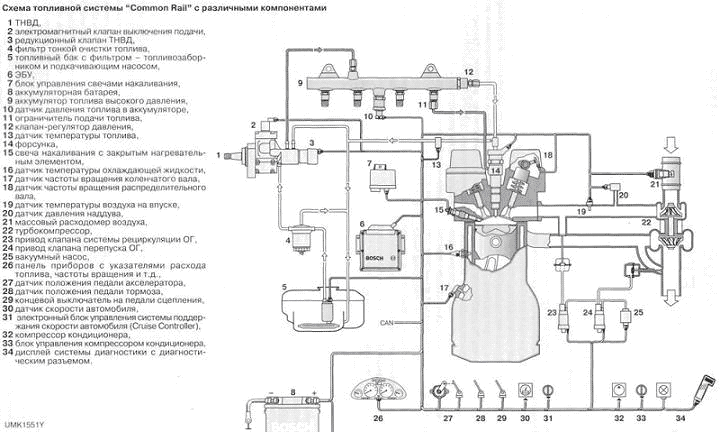 Схема топливной системы "Common Rail" с различными компонентами
1 ТНВД,
2 электромагнитный клапан выключения подачи,
3 редукционный клапан ТНВД,
4 фильтр тонкой очистки топлива,
5 топливный бак с фильтром – топливозабор-
ником и подкачивающим насосом,
6 ЭБУ,
7 блок управления свечами накаливания,
8 аккумуляторная батарея,
9 аккумулятор топлива высокого давления,
10 датчик давления топлива в аккумуляторе,
11 ограничитель подачи топлива,
12 клапан-регулятор давления,
13 датчик температуры топлива,
14 форсунка,
15 свеча накаливания с закрытым нагреватель-
ным элементом,
16 датчик температуры охлаждающей жидкости,
17 датчик частоты вращения коленчатого вала,
18 датчик частоты вращения распределительного
вала,
19 датчик температуры воздуха на впуске,
20 датчик давления наддува,
21 массовый расходомер воздуха,
22 турбокомпрессор,
23 привод клапана системы рециркуляции ОГ,
24 привод клапана перепуска ОГ,
25 вакуумный насос,
26 панель приборов с указателями расхода
топлива, частоты вращения и т.д.,
27 датчик положения педали акселератора,
28 датчик положения педали тормоза,
29 концевой выключатель на педали сцепления,
30 датчик скорости автомобиля,
31 электронный блок управления системы поддер-
жания скорости автомобиля (Cruise Controller),
32 компрессор кондиционера,
33 блок управления компрессором кондиционера,
34 дисплей системы диагностики с диагности-
ческим разъемом.
UMK1551Y
1
2
3
4
5
6
7
8
9
10
11
12
13
14
15
16
17
18
19
20
21
22
23
24
25
BOSCH
CAN
BOSCH
26
27
28
29
30
31
32
33
34